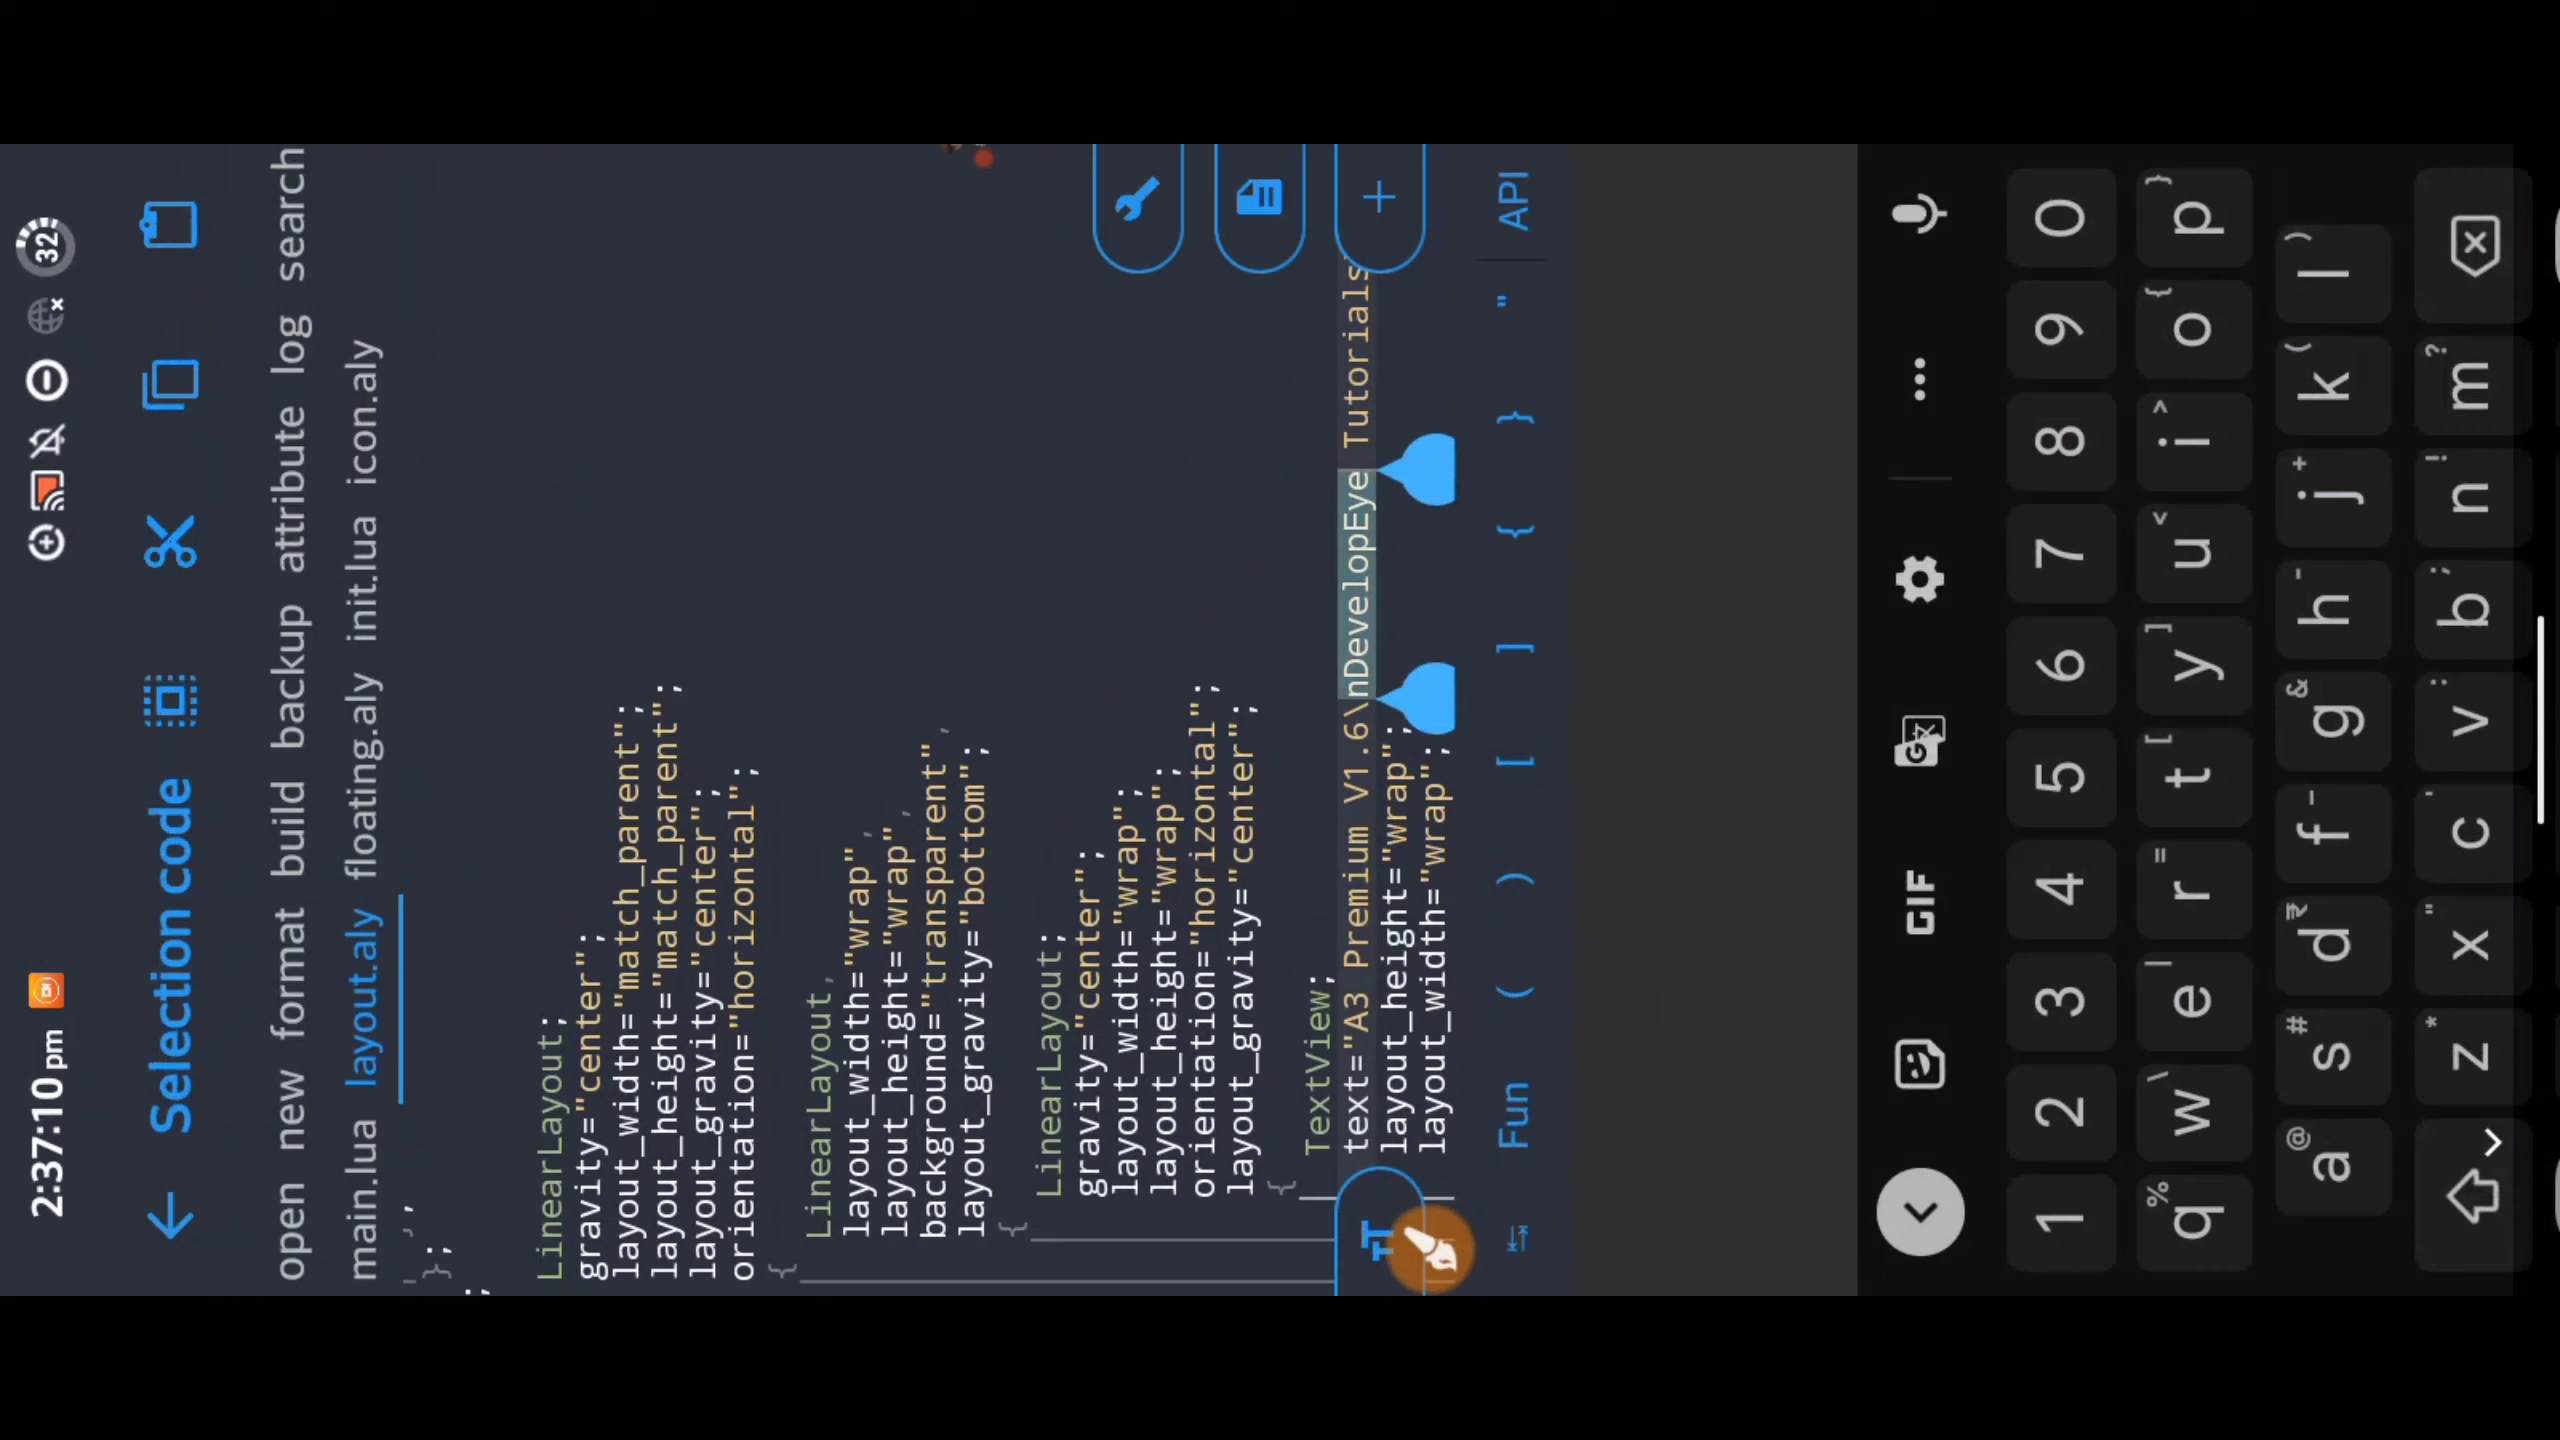 2:37:10 pm 32
Selection code
open new format build backup attribute log search
main.lua layout.aly floating.aly init.lua icon.aly
};
LinearLayout;
gravity="center";
layout_width="match_parent";
layout_height="match_parent";
layout_gravity="center";
orientation="horizontal";
{
LinearLayout,
layout_width="wrap",
layout_height="wrap",
background="transparent",
layout_gravity="bottom";
{
LinearLayout;
gravity="center";
layout_width="wrap";
layout_height="wrap";
orientation="horizontal";
layout_gravity="center";
{
TextView;
text="A3 Premium V1.6\nDevelopEye Tutorials
layout_height="wrap";
layout_width="wrap";
Fun ( ) [ ] { } " API
GIF
1 2 3 4 5 6 7 8 9 0
q w e r t y u i o p
a s d f g h j k l
z x c v b n m